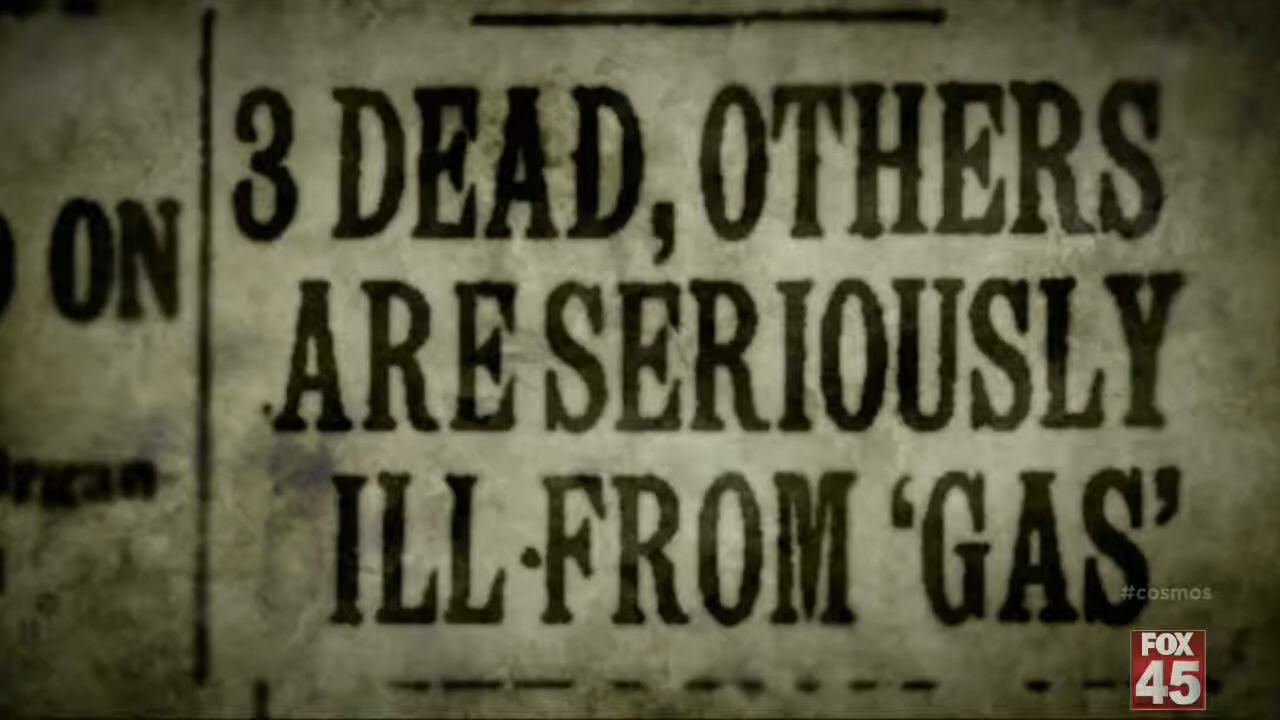 3 DEAD, OTHERS
ARE SERIOUSLY
ILL FROM 'GAS'
ON
#cosmos
FOX
45